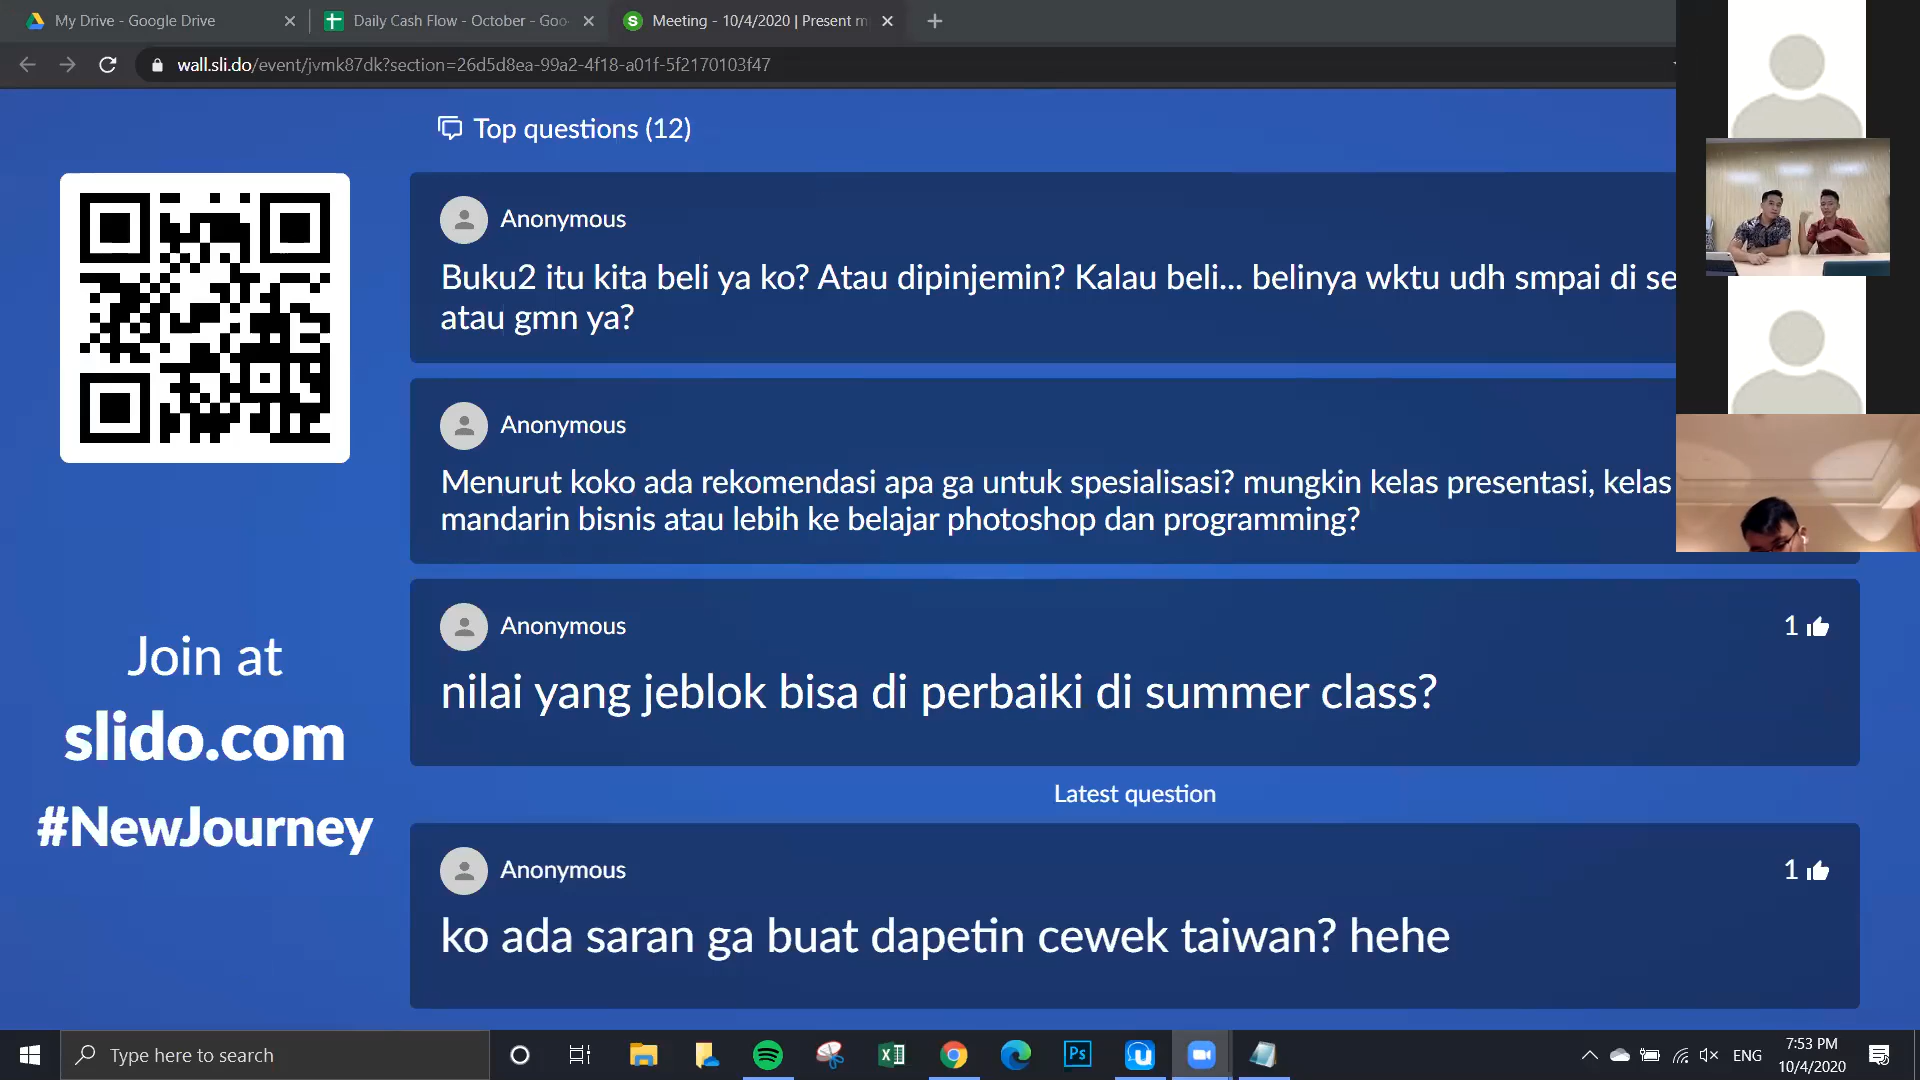 My Drive - Google Drive
Daily Cash Flow - October - Goo
Meeting - 10/4/2020 | Present m
wall.sli.do/event/jvmk87dk?section=26d5d8ea-99a2-4f18-a01f-5f2170103f47
Top questions (12)
Anonymous
Buku2 itu kita beli ya ko? Atau dipinjemin? Kalau beli... belinya wktu udh smpai di se
atau gmn ya?
Anonymous
Menurut koko ada rekomendasi apa ga untuk spesialisasi? mungkin kelas presentasi, kelas
mandarin bisnis atau lebih ke belajar photoshop dan programming?
Anonymous
1
nilai yang jeblok bisa di perbaiki di summer class?
Latest question
Anonymous
1
ko ada saran ga buat dapetin cewek taiwan? hehe
Join at
slido.com
#NewJourney
Type here to search
Ps
ENG
7:53 PM
10/4/2020